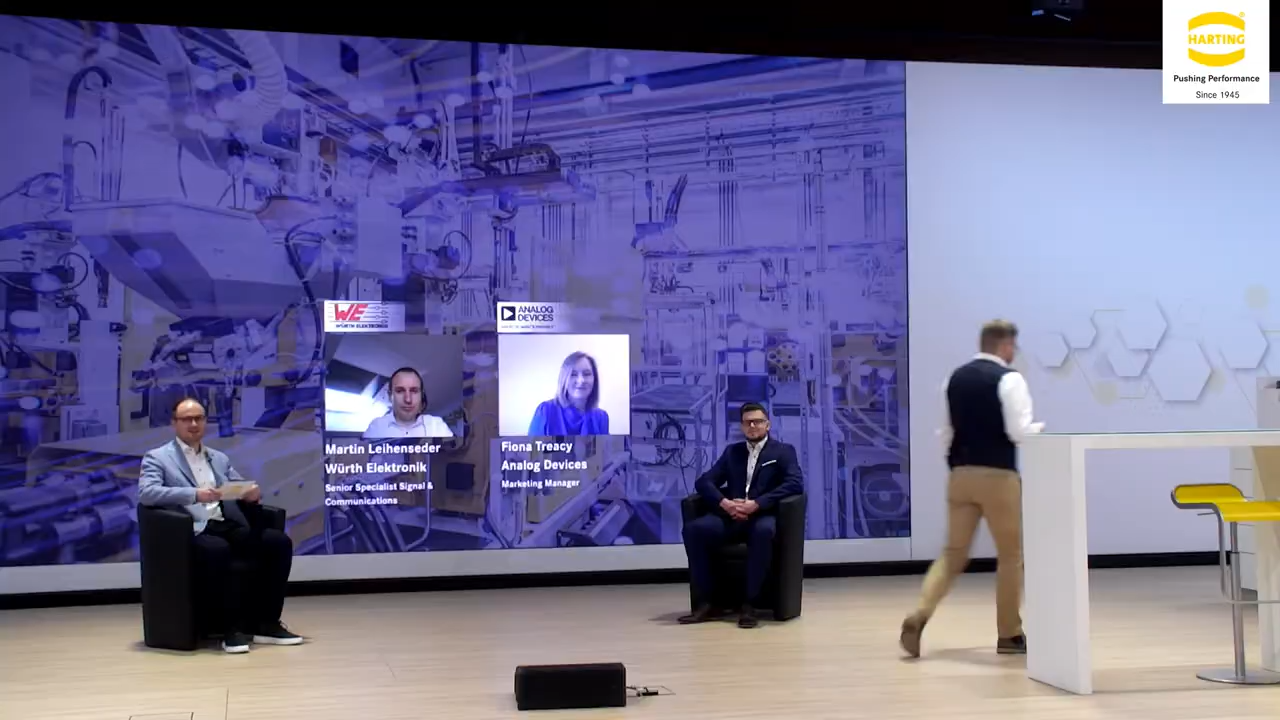 HARTING
Pushing Performance
Since 1945
WE
WÜRTH ELEKTRONIK
ANALOG
DEVICES
Martin Leihenseder
Würth Elektronik
Senior Specialist Signal &
Communications
Fiona Treacy
Analog Devices
Marketing Manager